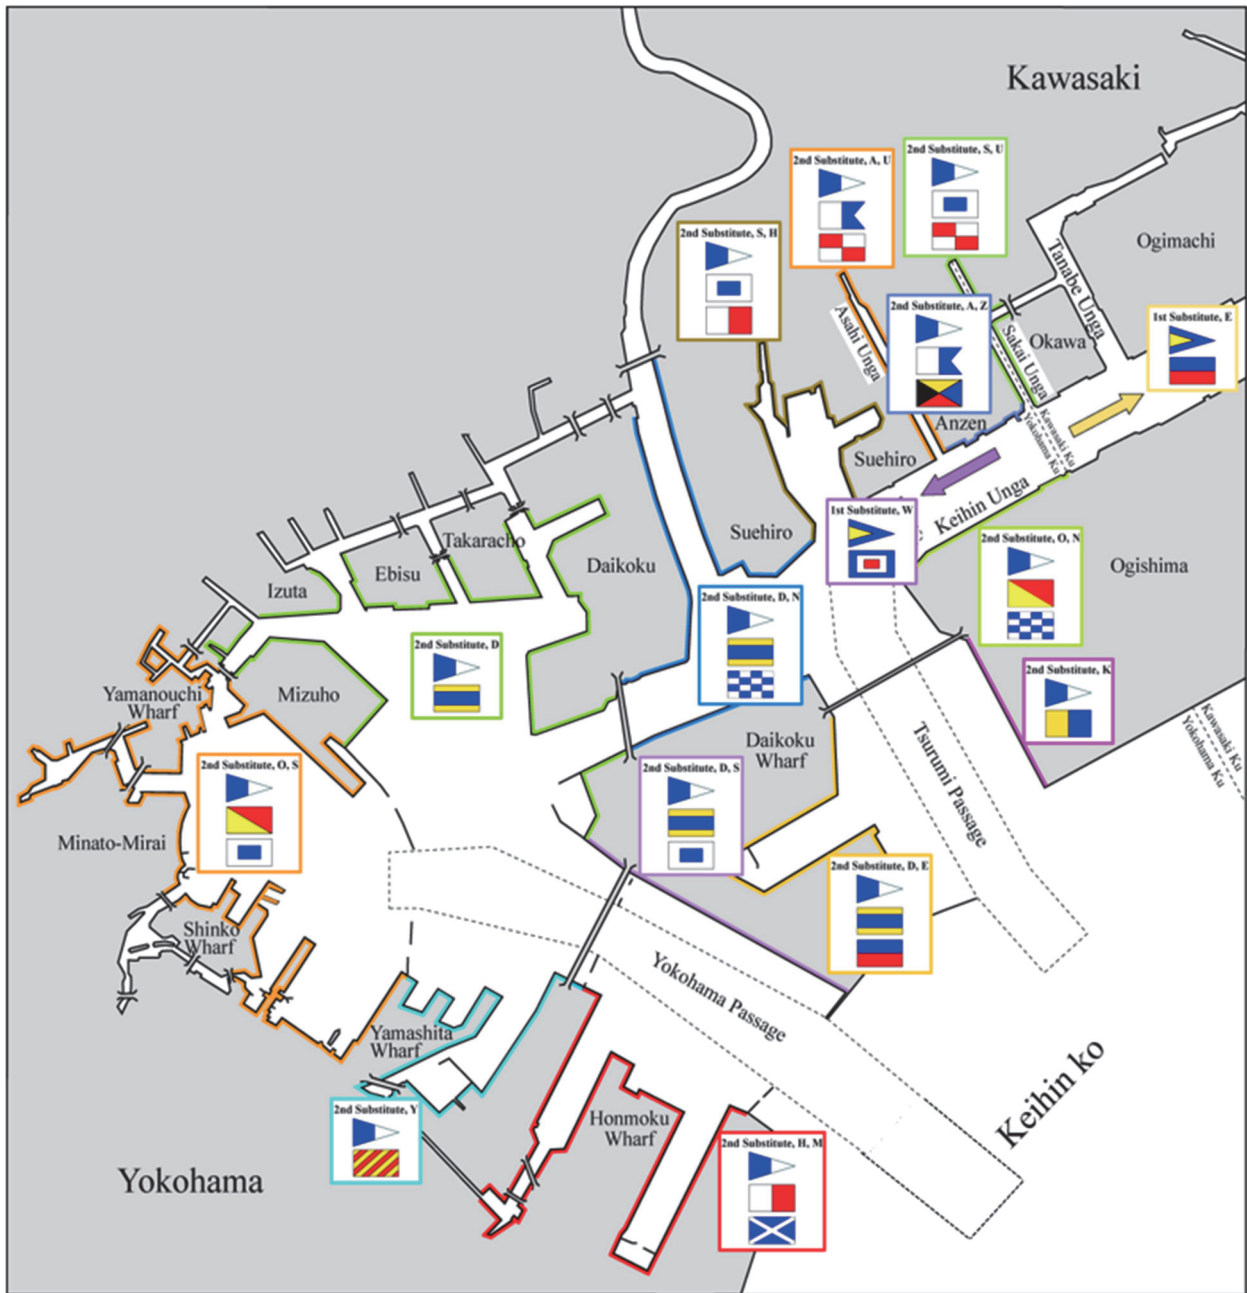 Kawasaki
2nd Substitute, S, U
2nd Substitute, A, U
2nd Substitute, S, H
Ogimachi
Tanabe Unga
2nd Substitute, A, Z
Asahi Unga
Sakai Unga
Okawa
1st Substitute, E
Anzen
Kawasaki Ku
Yokohama Ku
Suehiro
Keihin Unga
1st Substitute, W
Suehiro
2nd Substitute, O, N
Ogishima
Takaracho
Daikoku
Ebisu
Izuta
2nd Substitute, D, N
2nd Substitute, D
2nd Substitute, K
Yamanouchi
Wharf
Mizuho
Kawasaki Ku
Yokohama Ku
Daikoku
Wharf
Tsurumi Passage
2nd Substitute, O, S
2nd Substitute, D, S
Minato-Mirai
2nd Substitute, D, E
Shinko
Wharf
Yokohama Passage
Yamashita
Wharf
Keihin ko
2nd Substitute, Y
Honmoku
Wharf
2nd Substitute, H, M
Yokohama